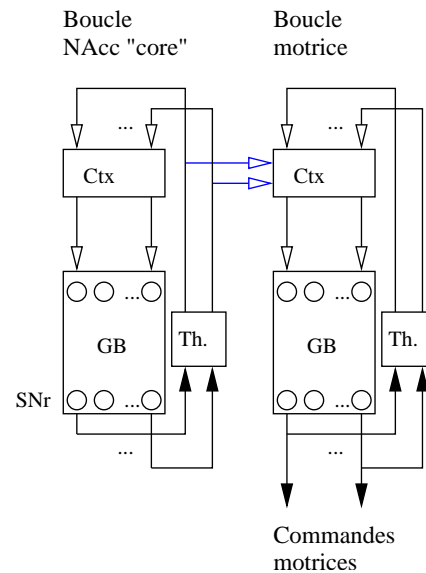 Boucle
NAcc "core"
Boucle
motrice
...
...
Ctx
Ctx
...
...
GB
Th.
GB
Th.
SNr
...
...
...
...
Commandes
motrices